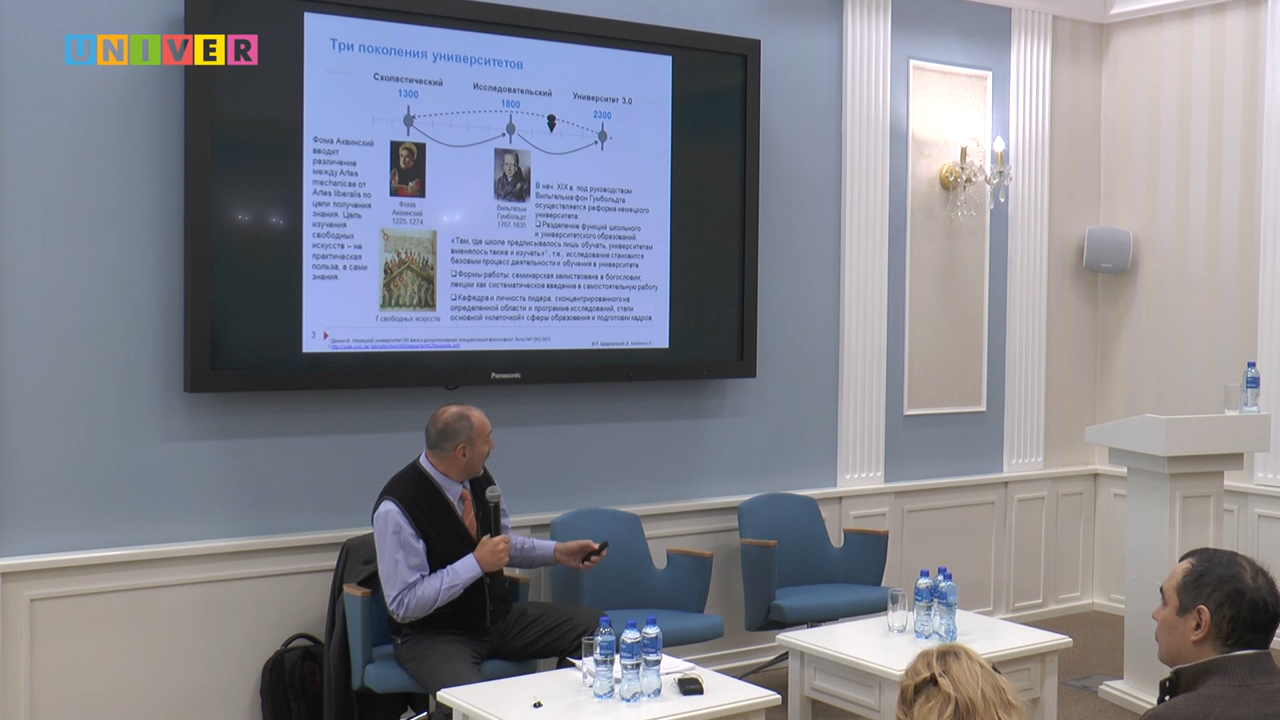 UNIVER
Три поколения университетов
Схоластический
1300
Исследовательский
1800
Университет 3.0
2300
Фома Аквинский
вводит
различение
между Artes
mechanicae от
Artes liberalis по
цели получения
знания. Цель
изучения
свободных
искусств – не
практическая
польза, а сами
знания.
Фома
Аквинский
1225-1274
7 свободных искусств
Вильгельм
Гумбольдт
1767-1835
В нач. XIX в. под руководством
Вильгельма фон Гумбольдта
осуществляется реформа немецкого
университета.
Разделение функций школьного
и университетского образований.
«Там, где школе предписывалось лишь обучать, университетам
вменялось также и изучать»¹, т.е., исследование становится
базовым процесс деятельности и обучения в университете
Формы работы: семинарская заимствована в богословии,
лекции как систематическое введение в самостоятельную работу
Кафедра и личность лидера, сконцентрированного на
определенной области и программе исследований, стали
основной «клеточкой» сферы образования и подготовки кадров
3
Panasonic